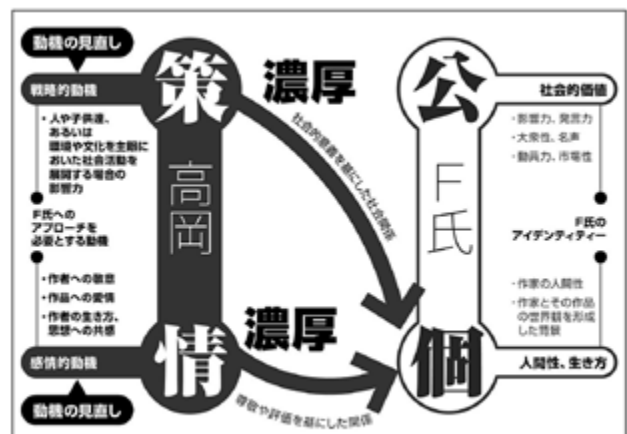 動機の見直し
戦略的動機
・人や子供達、
あるいは
環境や文化を主眼に
おいた社会活動を
展開する場合の
影響力
F氏への
アプローチを
必要とする動機
・作者への敬意
・作品への愛情
・作者の生き方、
思想への共感
感情的動機
動機の見直し
策
高岡
情
濃厚
社会的意義を基にした社会関係
濃厚
尊敬や評価を基にした関係
公
F氏
個
社会的価値
・影響力、発言力
・大衆性、名声
・動員力、市場性
F氏の
アイデンティティー
・作家の人間性
・作家とその作品
の世界観を形成
した背景
人間性、生き方